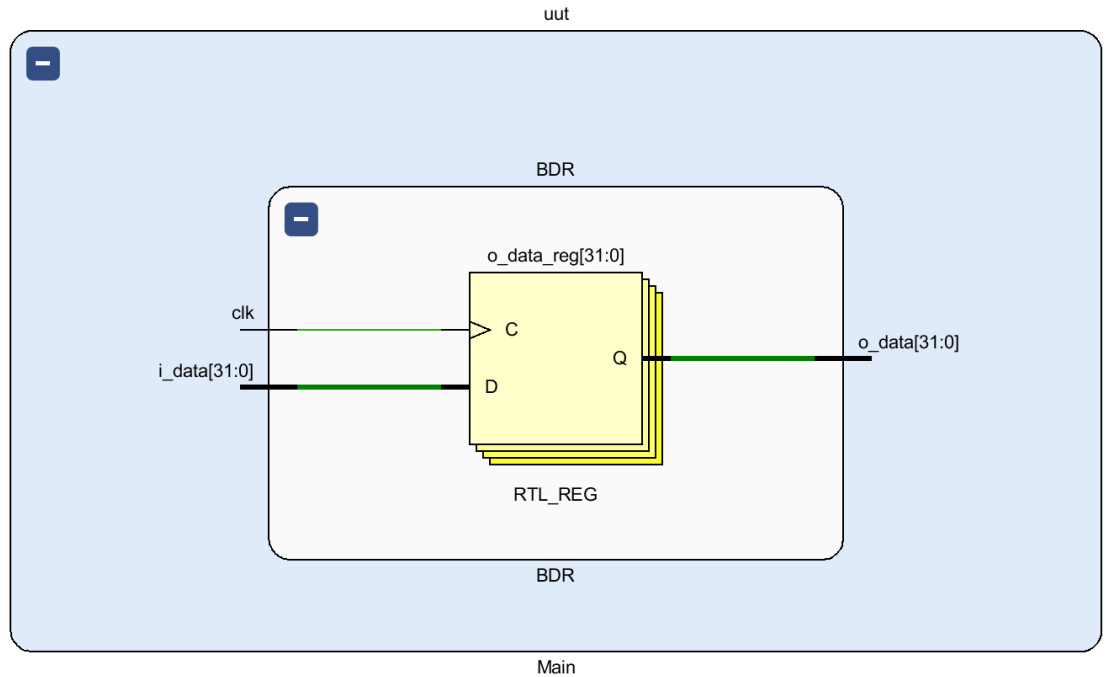 uut
BDR
o_data_reg[31:0]
clk
C
i_data[31:0]
D
Q
o_data[31:0]
RTL_REG
BDR
Main